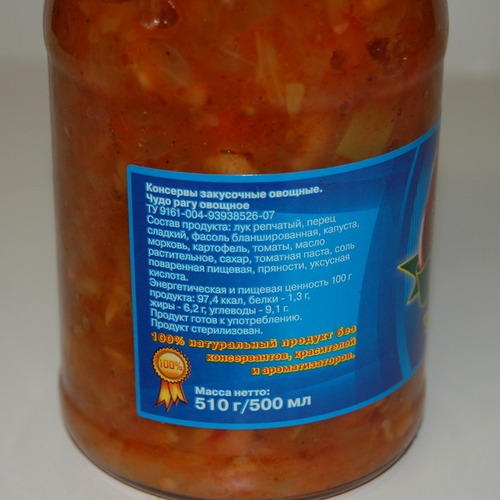 Консервы закусочные овощные.
Чудо рагу овощное
ТУ 9161-004-93938526-07
Состав продукта: лук репчатый, перец
сладкий, фасоль бланшированная, капуста,
морковь, картофель, томаты, масло
растительное, сахар, томатная паста, соль
поваренная пищевая, пряности, уксусная
кислота.
Энергетическая и пищевая ценность 100 г
продукта: 97,4 ккал, белки - 1,3 г,
жиры - 6,2 г, углеводы - 9,1 г.
Продукт готов к употреблению.
Продукт стерилизован.
100% натуральный продукт без
консервантов, красителей
и ароматизаторов.
100%
Масса нетто:
510 г/500 мл